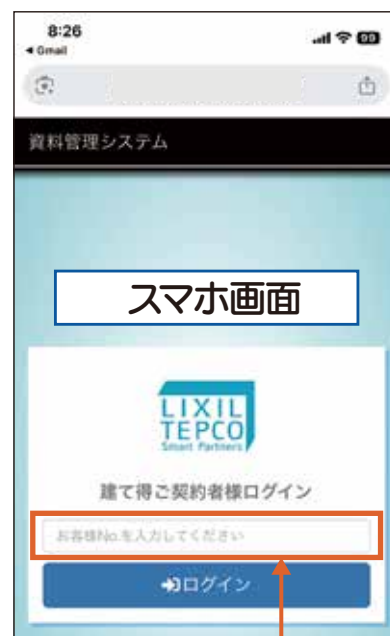 8:26
99
◀ Gmail
資料管理システム
スマホ画面
LIXIL
TEPCO
Smart Partners
建て得ご契約者様ログイン
お客様No.を入力してください
ログイン